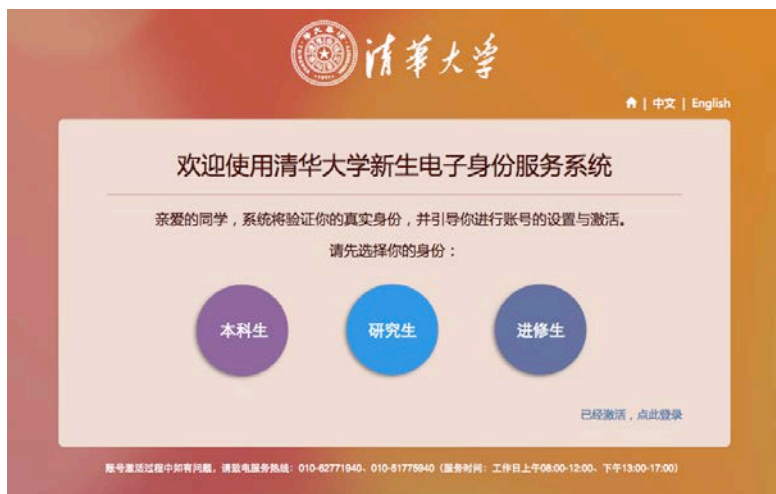 清华大学
中文 | English
欢迎使用清华大学新生电子身份服务系统
亲爱的同学，系统将验证你的真实身份，并引导你进行账号的设置与激活。
请先选择你的身份：
本科生
研究生
进修生
已经激活，点此登录
账号激活过程中如有问题，请致电服务热线：010-62771940、010-51775940（服务时间：工作日上午08:00-12:00、下午13:00-17:00）